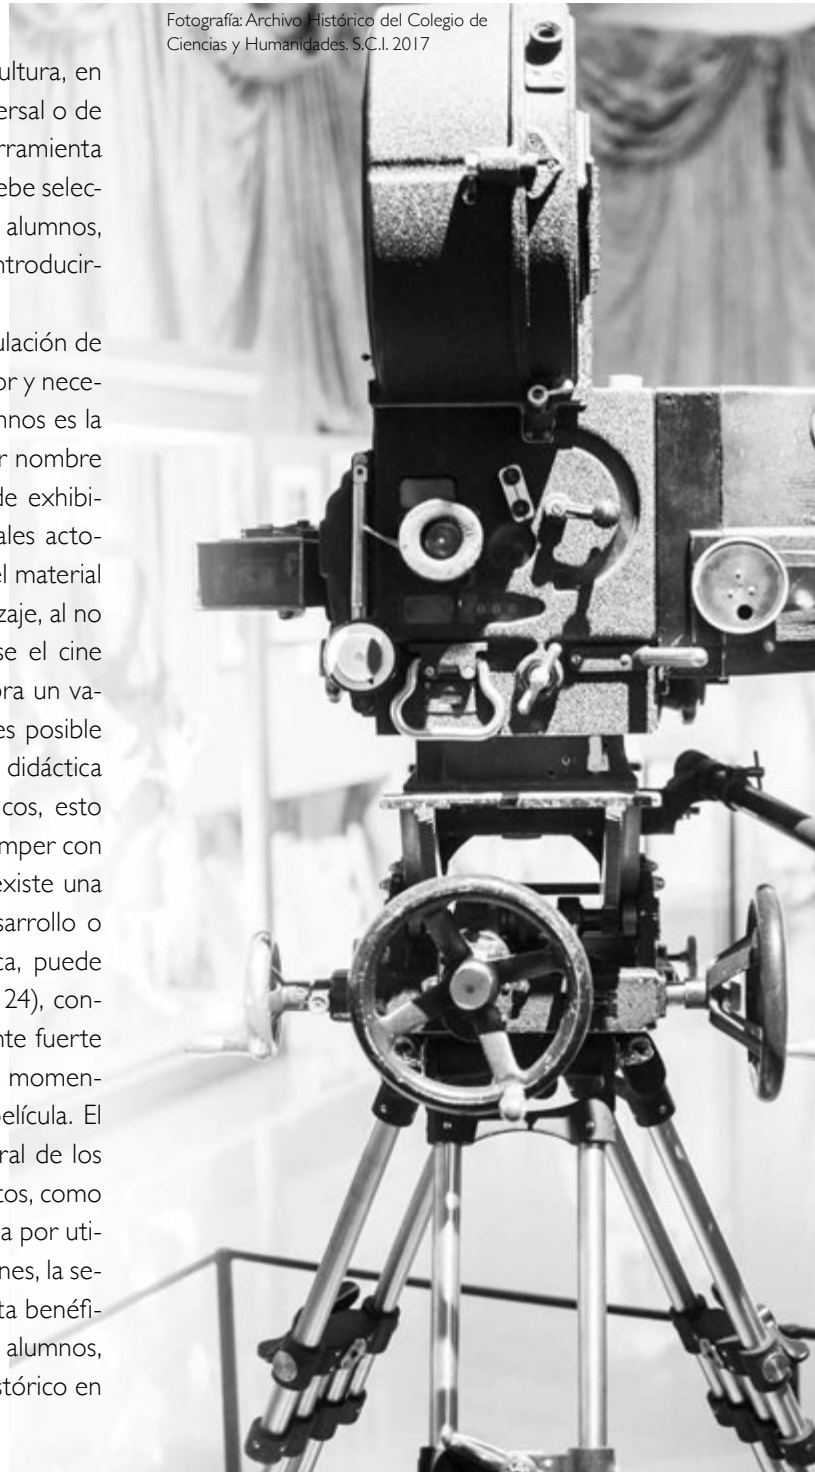 Fotografía: Archivo Histórico del Colegio de
Ciencias y Humanidades. S.C.I. 2017
ultura, en
ersal o de
rramienta
ebe selec-
alumnos,
ntroducir-
ulación de
or y nece-
nnos es la
r nombre
de exhibi-
ales acto-
el material
zaje, al no
se el cine
ora un va-
es posible
didáctica
cos, esto
mper con
existe una
sarrollo o
ca, puede
24), con-
nte fuerte
momen-
película. El
ral de los
tos, como
a por uti-
nes, la se-
ta benéfi-
alumnos,
stórico en